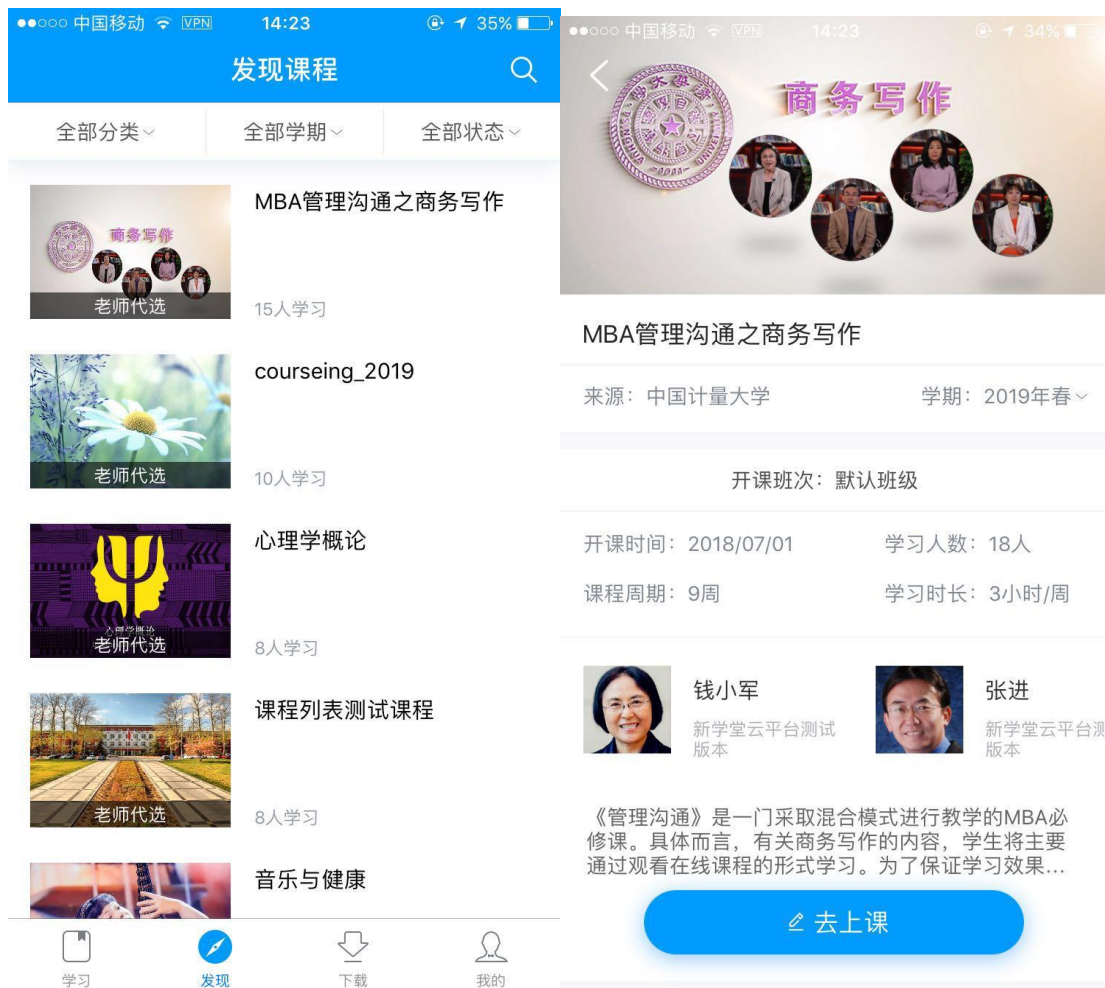 中国移动 VPN 14:23 35%
发现课程
全部分类 全部学期 全部状态
商务写作
老师代选
MBA管理沟通之商务写作
15人学习
老师代选
courseing_2019
10人学习
心理学概论
老师代选
心理学概论
8人学习
老师代选
课程列表测试课程
8人学习
音乐与健康
学习 发现 下载 我的
中国移动 VPN 14:23 34%
商务写作
MBA管理沟通之商务写作
来源：中国计量大学 学期：2019年春
开课班次：默认班级
开课时间：2018/07/01 学习人数：18人
课程周期：9周 学习时长：3小时/周
钱小军
新学堂云平台测试
版本
张进
新学堂云平台测
版本
《管理沟通》是一门采取混合模式进行教学的MBA必
修课。具体而言，有关商务写作的内容，学生将主要
通过观看在线课程的形式学习。为了保证学习效果...
去上课